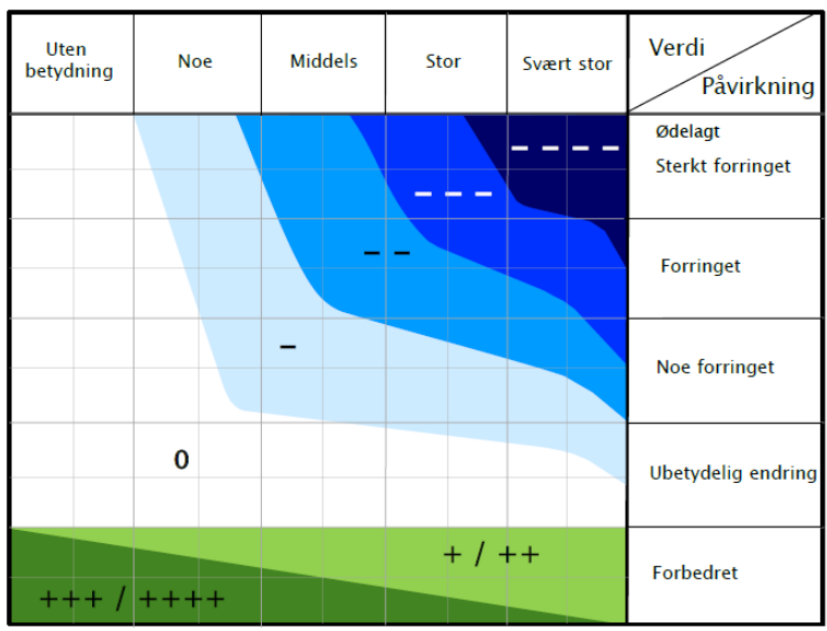 Uten
betydning
Noe
Middels
Stor
Svært stor
Verdi
Påvirkning
Ødelagt
– – – –
Sterkt forringet
– – –
– –
Forringet
–
Noe forringet
0
Ubetydelig endring
+ / ++
Forbedret
+++ / ++++